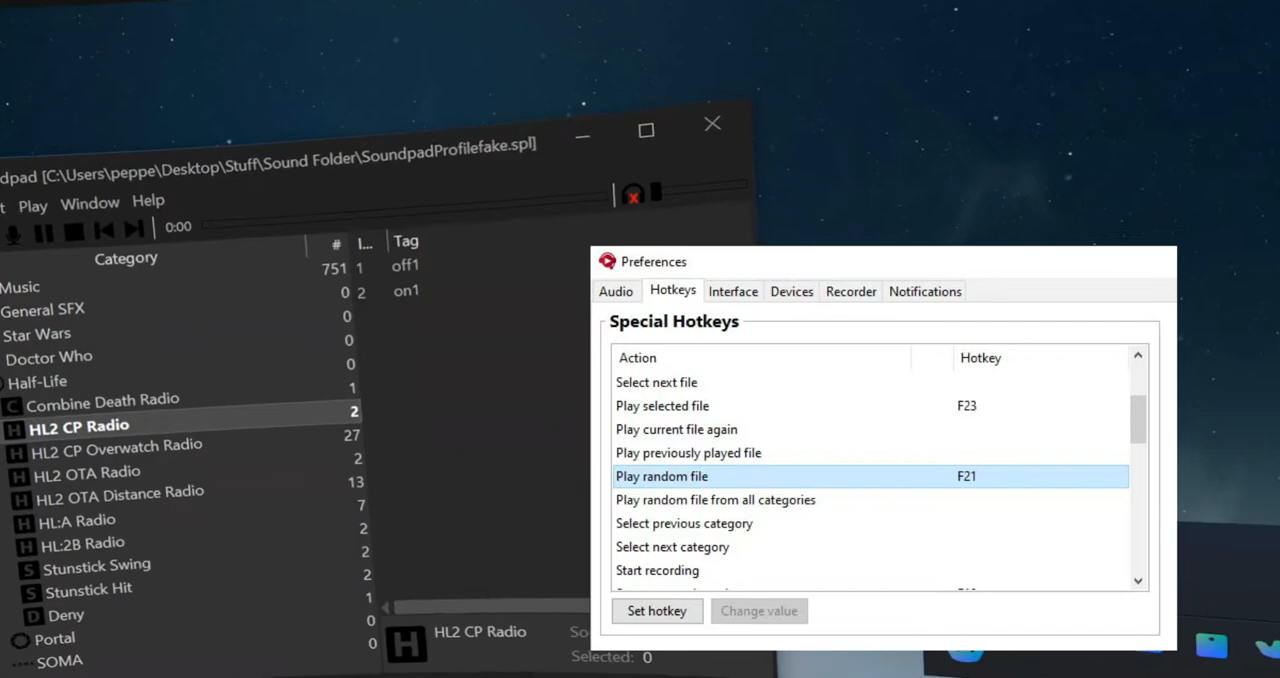 dpad [C:\Users\peppe\Desktop\Stuff\Sound Folder\SoundpadProfilefake.spl]
t Play Window Help
0:00
Category #
Music 751
General SFX 0
Star Wars 0
Doctor Who 0
Half-Life 0
C Combine Death Radio 1
H HL2 CP Radio 2
H HL2 CP Overwatch Radio 27
H HL2 OTA Radio 2
H HL2 OTA Distance Radio 13
H HL:A Radio 7
H HL:2B Radio 2
S Stunstick Swing 2
S Stunstick Hit 2
D Deny 1
Portal 0
SOMA 0
I... Tag
1 off1
2 on1
H HL2 CP Radio So
Selected: 0
Preferences
Audio Hotkeys Interface Devices Recorder Notifications
Special Hotkeys
Action Hotkey
Select next file
Play selected file F23
Play current file again
Play previously played file
Play random file F21
Play random file from all categories
Select previous category
Select next category
Start recording
Set hotkey Change value